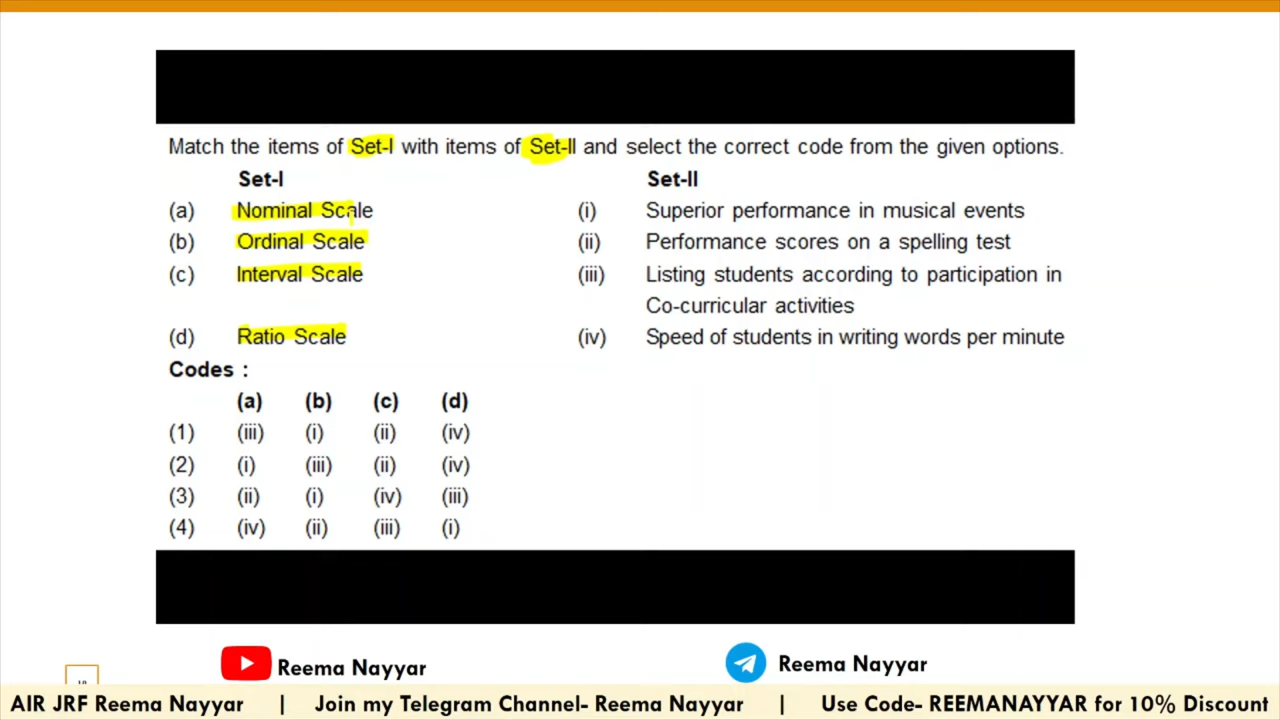 Match the items of Set-I with items of Set-II and select the correct code from the given options.
Set-I Set-II
(a) Nominal Scale (i) Superior performance in musical events
(b) Ordinal Scale (ii) Performance scores on a spelling test
(c) Interval Scale (iii) Listing students according to participation in
Co-curricular activities
(d) Ratio Scale (iv) Speed of students in writing words per minute
Codes :
(a) (b) (c) (d)
(1) (iii) (i) (ii) (iv)
(2) (i) (iii) (ii) (iv)
(3) (ii) (i) (iv) (iii)
(4) (iv) (ii) (iii) (i)
Reema Nayyar Reema Nayyar
AIR JRF Reema Nayyar | Join my Telegram Channel- Reema Nayyar | Use Code- REEMANAYYAR for 10% Discount